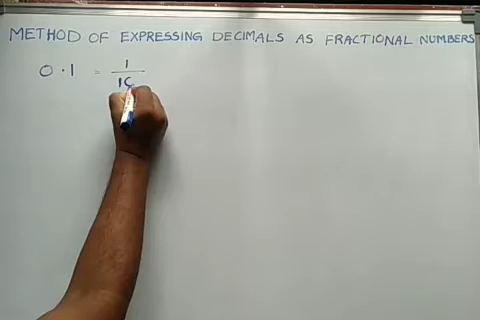 METHOD OF EXPRESSING DECIMALS AS FRACTIONAL NUMBERS
0.1 = 1/10